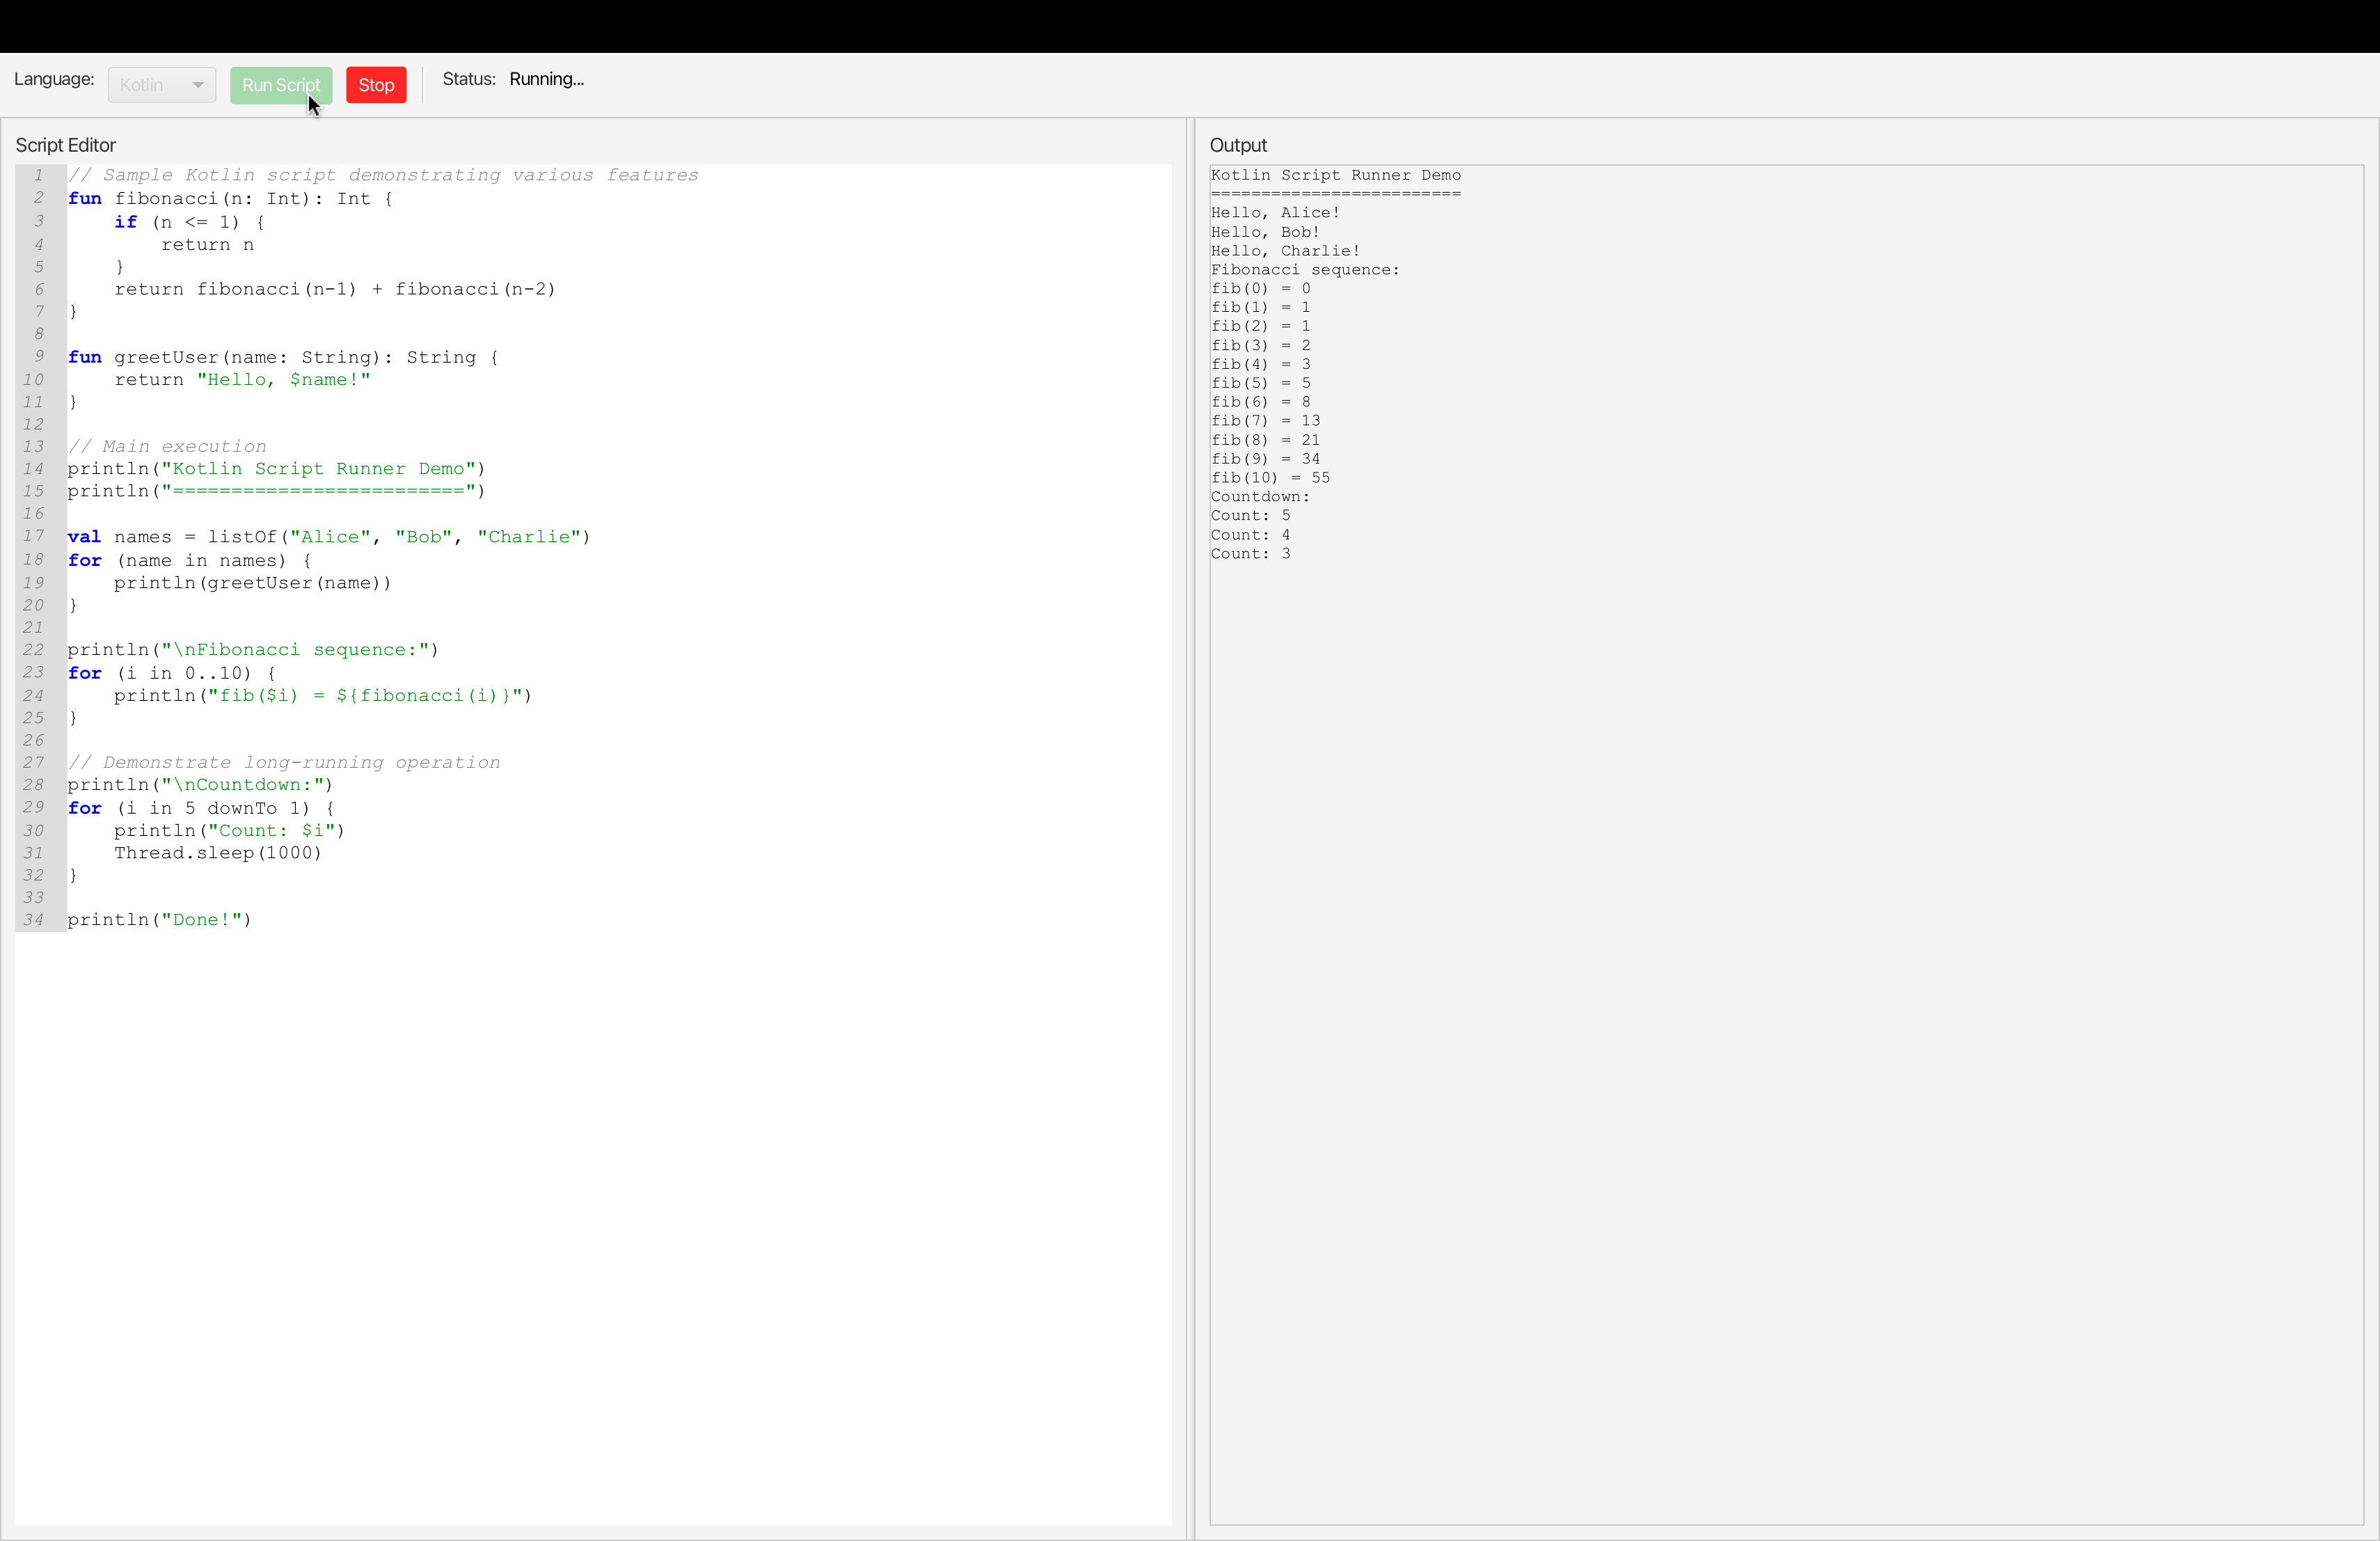 Language: Kotlin Run Script Stop Status: Running...
Script Editor
1 // Sample Kotlin script demonstrating various features
2 fun fibonacci(n: Int): Int {
3     if (n <= 1) {
4         return n
5     }
6     return fibonacci(n-1) + fibonacci(n-2)
7 }
8
9 fun greetUser(name: String): String {
10     return "Hello, $name!"
11 }
12
13 // Main execution
14 println("Kotlin Script Runner Demo")
15 println("=========================")
16
17 val names = listOf("Alice", "Bob", "Charlie")
18 for (name in names) {
19     println(greetUser(name))
20 }
21
22 println("\nFibonacci sequence:")
23 for (i in 0..10) {
24     println("fib($i) = ${fibonacci(i)}")
25 }
26
27 // Demonstrate long-running operation
28 println("\nCountdown:")
29 for (i in 5 downTo 1) {
30     println("Count: $i")
31     Thread.sleep(1000)
32 }
33
34 println("Done!")
Output
Kotlin Script Runner Demo
=========================
Hello, Alice!
Hello, Bob!
Hello, Charlie!
Fibonacci sequence:
fib(0) = 0
fib(1) = 1
fib(2) = 1
fib(3) = 2
fib(4) = 3
fib(5) = 5
fib(6) = 8
fib(7) = 13
fib(8) = 21
fib(9) = 34
fib(10) = 55
Countdown:
Count: 5
Count: 4
Count: 3